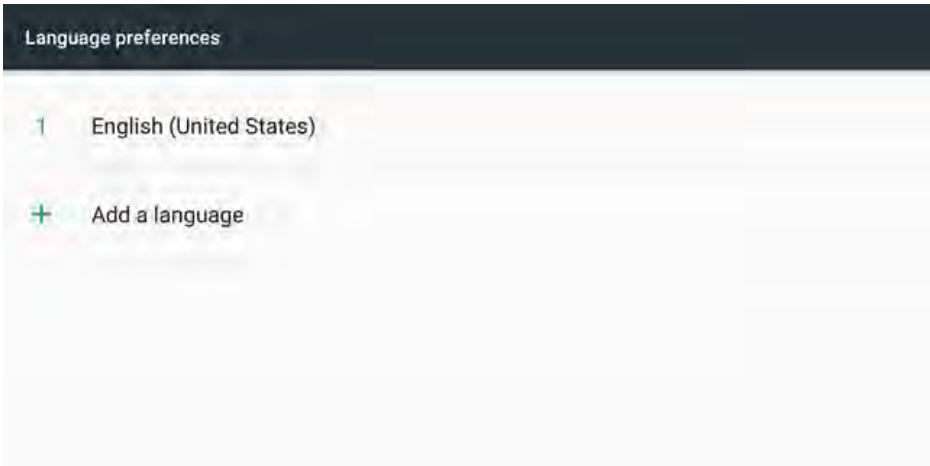 Language preferences
1 English (United States)
+ Add a language